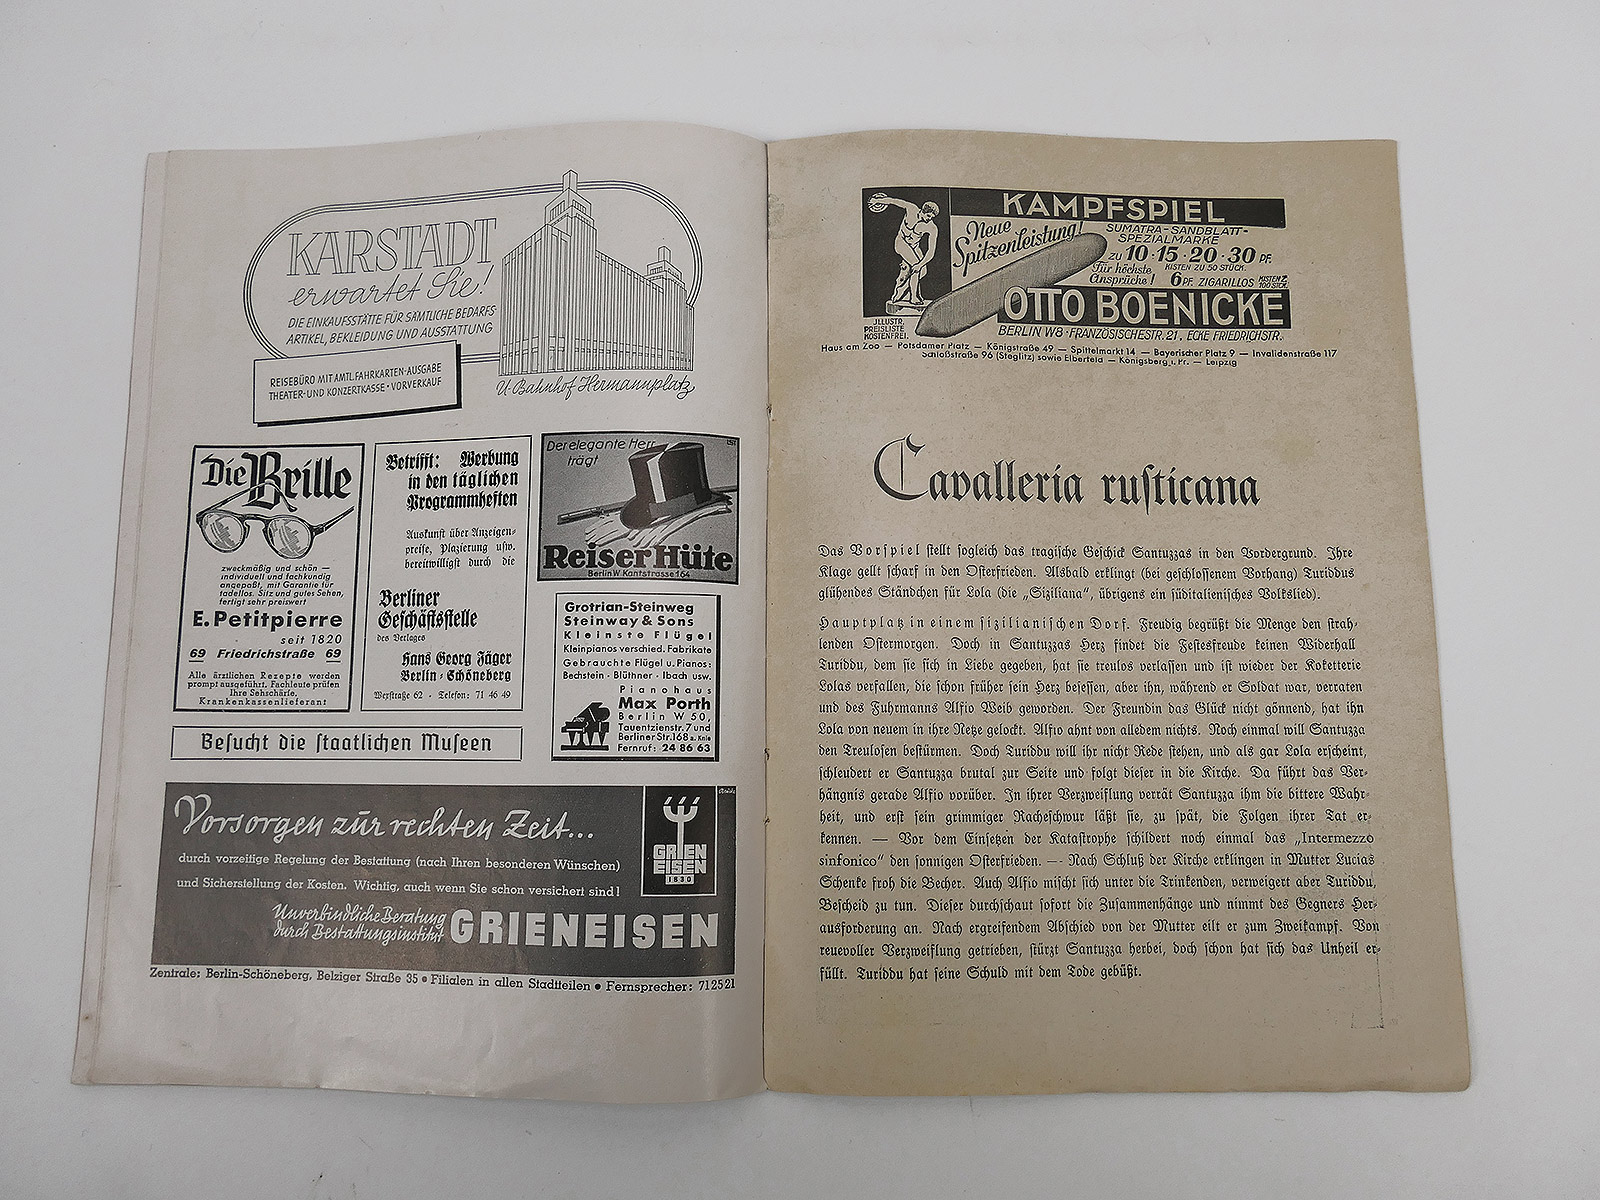 KARSTADT
erwartet Sie!
DIE EINKAUFSSTÄTTE FÜR SÄMTLICHE BEDARFS
ARTIKEL, BEKLEIDUNG UND AUSSTATTUNG
REISEBÜRO MIT AMTL. FAHRKARTEN-AUSGABE
THEATER- UND KONZERTKASSE · VORVERKAUF
U-Bahnhof Hermannplatz
Die Brille
zweckmäßig und schön —
individuell und fachkundig
angepaßt, mit Garantie für
tadellos. Sitz und gutes Sehen,
fertigt sehr preiswert
E. Petitpierre
seit 1820
69 Friedrichstraße 69
Alle ärztlichen Rezepte werden
prompt ausgeführt. Fachleute prüfen
Ihre Sehschärfe.
Krankenkassenlieferant
Betrifft: Werbung
in den täglichen
Programmheften
Auskunft über Anzeigen-
preise, Plazierung usw.
bereitwilligst durch die
Berliner
Geschäftsstelle
des Verlages
Hans Georg Jäger
Berlin-Schöneberg
Wexstraße 62 · Telefon: 71 46 49
Der elegante Herr
trägt
Reiser Hüte
Berlin W Kantstrasse 164
Grotrian-Steinweg
Steinway & Sons
Kleinste Flügel
Kleinpianos verschied. Fabrikate
Gebrauchte Flügel u. Pianos:
Bechstein · Blüthner · Ibach usw.
Pianohaus
Max Porth
Berlin W 50,
Tauentzienstr. 7 und
Berliner Str. 168 a. Knie
Fernruf: 24 86 63
Besucht die staatlichen Museen
Vorsorgen zur rechten Zeit...
durch vorzeitige Regelung der Bestattung (nach Ihren besonderen Wünschen)
und Sicherstellung der Kosten. Wichtig, auch wenn Sie schon versichert sind!
GRIEN
EISEN
1830
Unverbindliche Beratung
durch Bestattungsinstitut GRIENEISEN
Zentrale: Berlin-Schöneberg, Belziger Straße 35 • Filialen in allen Stadtteilen • Fernsprecher: 71 25 21
KAMPFSPIEL
Neue
Spitzenleistung!
SUMATRA-SANDBLATT-
SPEZIALMARKE
ZU 10 · 15 · 20 · 30 PF.
Für höchste KISTEN ZU 50 STÜCK.
Ansprüche! 6 PF. ZIGARILLOS KISTEN Z. 100 STCK.
OTTO BOENICKE
JLLUSTR.
PREISLISTE
KOSTENFREI.
BERLIN W8 · FRANZÖSISCHESTR. 21. ECKE FRIEDRICHSTR.
Haus am Zoo — Potsdamer Platz — Königstraße 49 — Spittelmarkt 14 — Bayerischer Platz 9 — Invalidenstraße 117
Schloßstraße 96 (Steglitz) sowie Elberfeld — Königsberg i. Pr. — Leipzig
Cavalleria rusticana
Das Vorspiel stellt sogleich das tragische Geschick Santuzzas in den Vordergrund. Ihre
Klage gellt scharf in den Osterfrieden. Alsbald erklingt (bei geschlossenem Vorhang) Turiddus
glühendes Ständchen für Lola (die „Siziliana“, übrigens ein süditalienisches Volkslied).
Hauptplatz in einem sizilianischen Dorf. Freudig begrüßt die Menge den strah-
lenden Ostermorgen. Doch in Santuzzas Herz findet die Festesfreude keinen Widerhall
Turiddu, dem sie sich in Liebe gegeben, hat sie treulos verlassen und ist wieder der Koketterie
Lolas verfallen, die schon früher sein Herz besessen, aber ihn, während er Soldat war, verraten
und des Fuhrmanns Alfio Weib geworden. Der Freundin das Glück nicht gönnend, hat ihn
Lola von neuem in ihre Netze gelockt. Alfio ahnt von alledem nichts. Noch einmal will Santuzza
den Treulosen bestürmen. Doch Turiddu will ihr nicht Rede stehen, und als gar Lola erscheint,
schleudert er Santuzza brutal zur Seite und folgt dieser in die Kirche. Da führt das Ver-
hängnis gerade Alfio vorüber. In ihrer Verzweiflung verrät Santuzza ihm die bittere Wahr-
heit, und erst sein grimmiger Racheschwur läßt sie, zu spät, die Folgen ihrer Tat er-
kennen. — Vor dem Einsetzen der Katastrophe schildert noch einmal das „Intermezzo
sinfonico“ den sonnigen Osterfrieden. — Nach Schluß der Kirche erklingen in Mutter Lucias
Schenke froh die Becher. Auch Alfio mischt sich unter die Trinkenden, verweigert aber Turiddu,
Bescheid zu tun. Dieser durchschaut sofort die Zusammenhänge und nimmt des Gegners Her-
ausforderung an. Nach ergreifendem Abschied von der Mutter eilt er zum Zweikampf. Von
reuevoller Verzweiflung getrieben, stürzt Santuzza herbei, doch schon hat sich das Unheil er-
füllt. Turiddu hat seine Schuld mit dem Tode gebüßt.